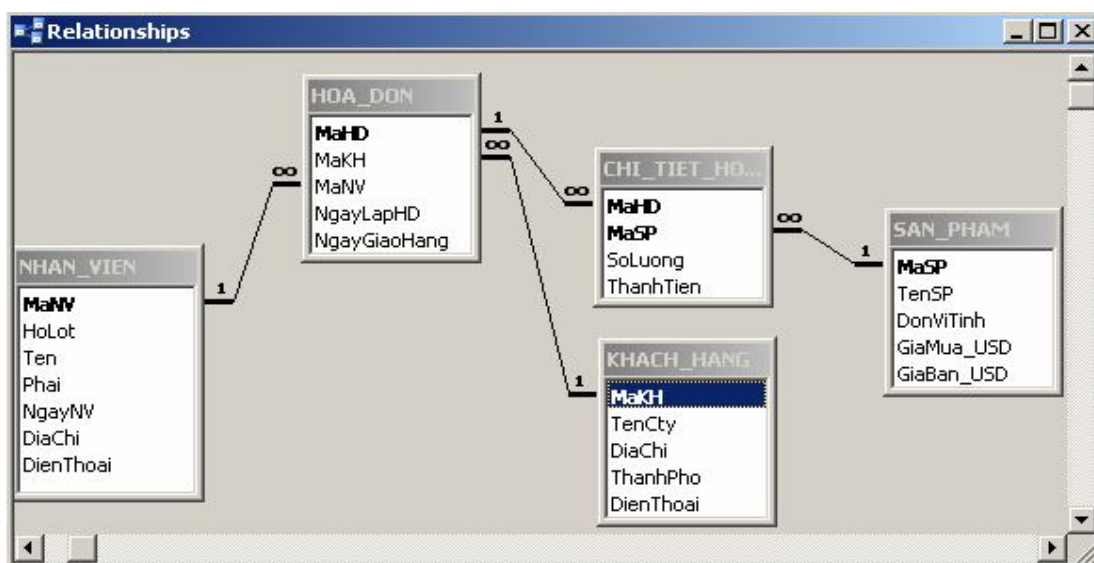 Relationships
HOA_DON
MaHD
MaKH
MaNV
NgayLapHD
NgayGiaoHang
1
∞
∞
NHAN_VIEN
MaNV
HoLot
Ten
Phai
NgayNV
DiaChi
DienThoai
1
CHI_TIET_HO...
MaHD
MaSP
SoLuong
ThanhTien
∞
∞
KHACH_HANG
MaKH
TenCty
DiaChi
ThanhPho
DienThoai
1
SAN_PHAM
MaSP
TenSP
DonViTinh
GiaMua_USD
GiaBan_USD
1